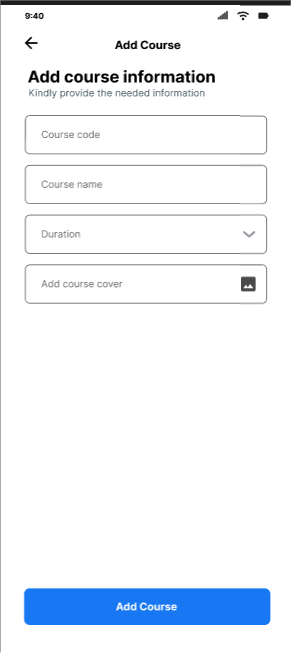 9:40
Add Course
Add course information
Kindly provide the needed information
Course code
Course name
Duration
Add course cover
Add Course